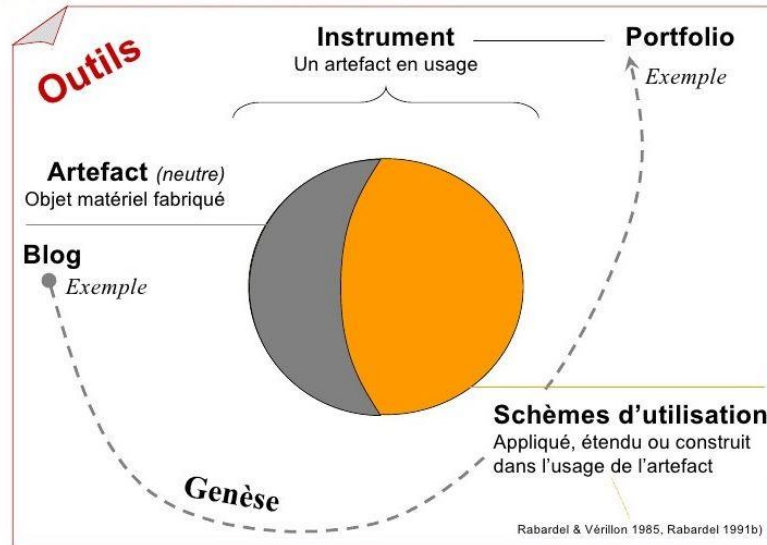 Outils
Instrument
Un artefact en usage
Portfolio
Exemple
Artefact (neutre)
Objet matériel fabriqué
Blog
Exemple
Schèmes d'utilisation
Appliqué, étendu ou construit
dans l'usage de l'artefact
Genèse
Rabardel & Vérillon 1985, Rabardel 1991b)